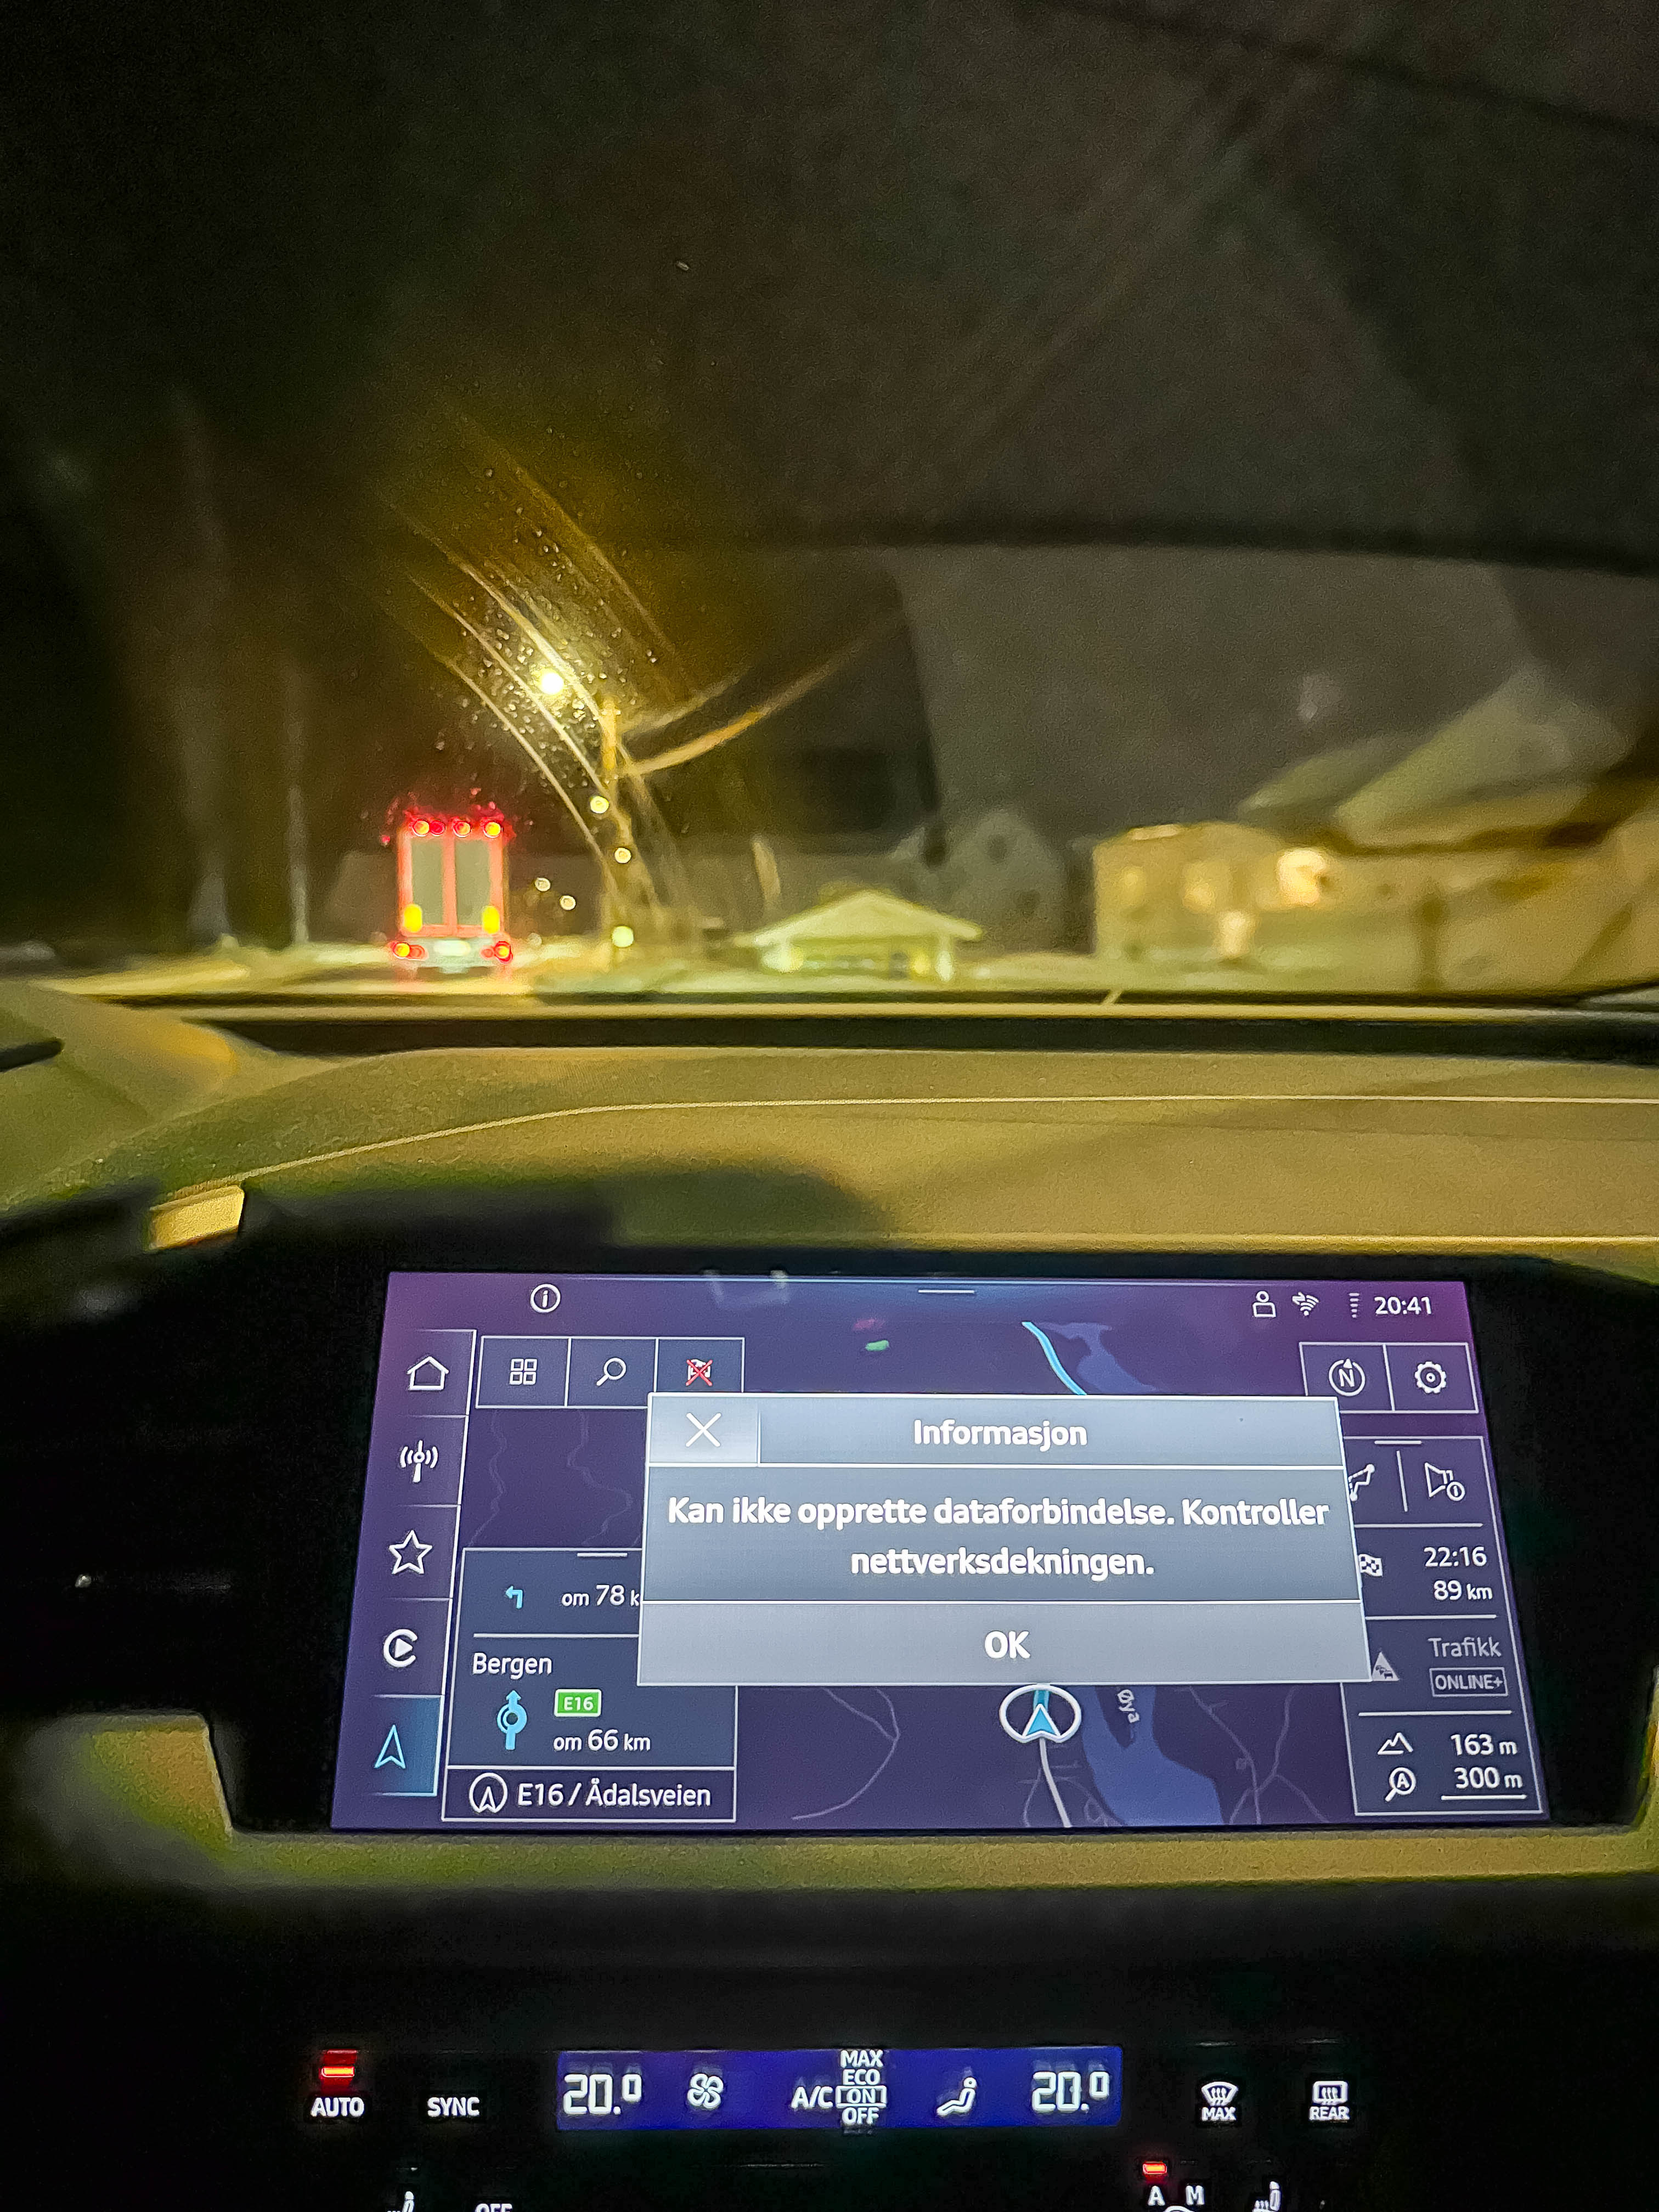 20:41
N
Informasjon
Kan ikke opprette dataforbindelse. Kontroller
nettverksdekningen.
OK
om 78
Bergen
E16
om 66 km
E16 / Ådalsveien
Øya
22:16
89 km
Trafikk
ONLINE+
163 m
A 300 m
AUTO
SYNC
20.0
A/C
MAX
ECO
ON
OFF
20.0
MAX
REAR
OFF
A M